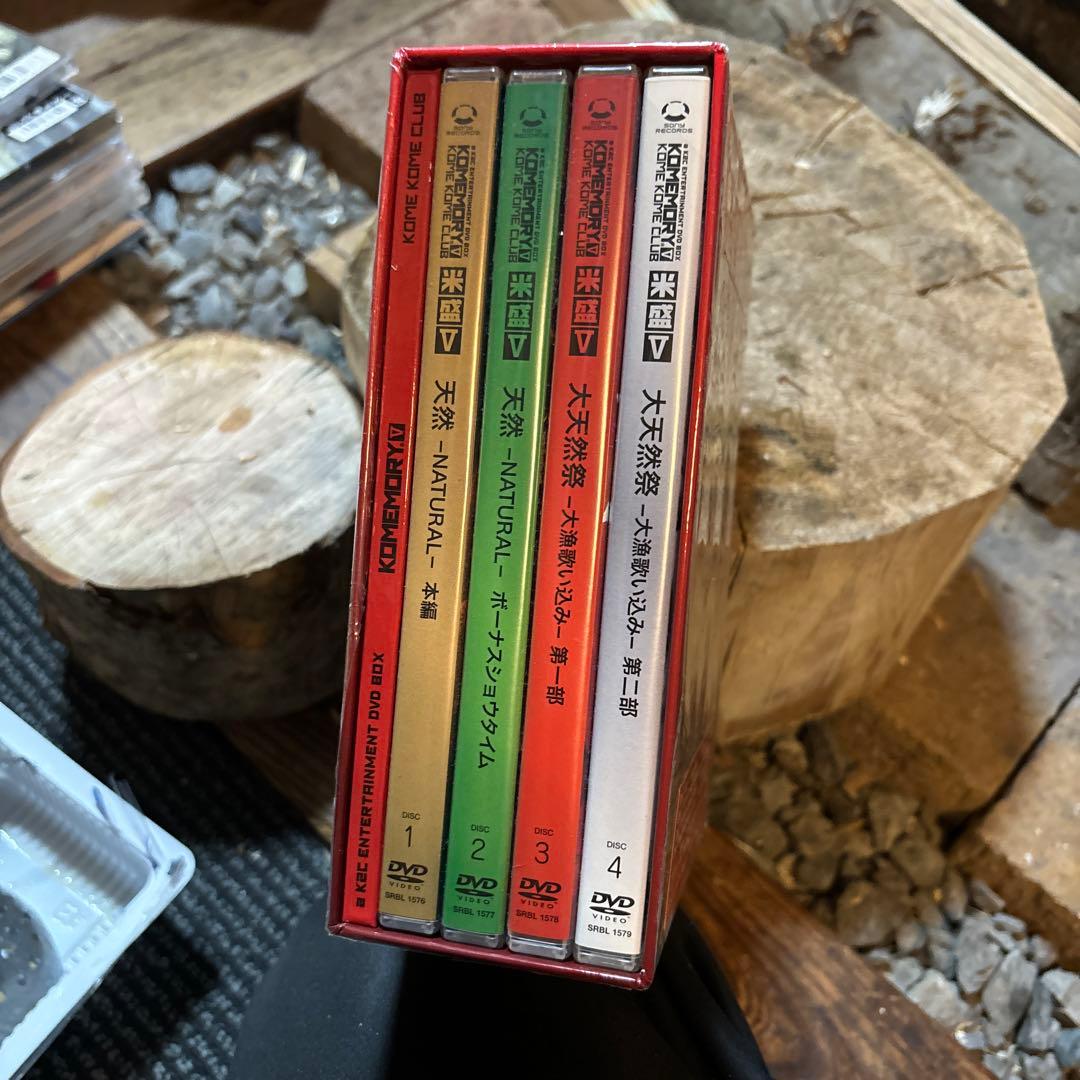 KOME KOME CLUB
KOMEMORY.V
a K2C ENTERTAINMENT DVD BOX
SONY RECORDS
a K2C ENTERTAINMENT DVD BOX
KOMEMORY.V
KOME KOME CLUB
米盛V
天然 -NATURAL- 本編
DISC
1
DVD
VIDEO
SRBL 1576
SONY RECORDS
a K2C ENTERTAINMENT DVD BOX
KOMEMORY.V
KOME KOME CLUB
米盛V
天然 -NATURAL- ボーナスショウタイム
DISC
2
DVD
VIDEO
SRBL 1577
SONY RECORDS
a K2C ENTERTAINMENT DVD BOX
KOMEMORY.V
KOME KOME CLUB
米盛V
大天然祭 -大漁歌い込み- 第一部
DISC
3
DVD
VIDEO
SRBL 1578
SONY RECORDS
a K2C ENTERTAINMENT DVD BOX
KOMEMORY.V
KOME KOME CLUB
米盛V
大天然祭 -大漁歌い込み- 第二部
DISC
4
DVD
VIDEO
SRBL 1579